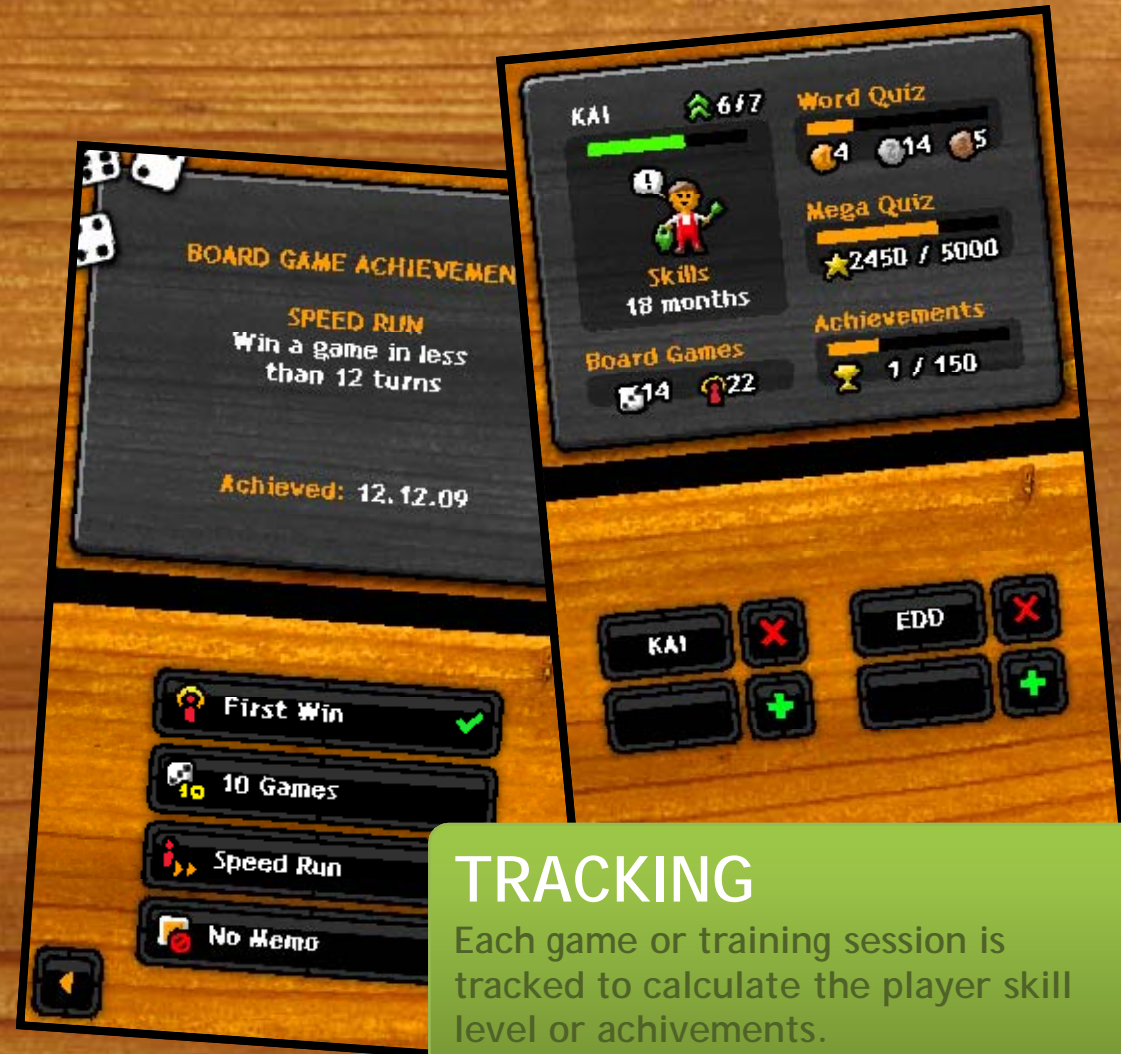 BOARD GAME ACHIEVEMEN
SPEED RUN
Win a game in less
than 12 turns
Achieved: 12.12.09
First Win
10
10 Games
Speed Run
No Memo
KAI
6/7
!
Skills
18 months
Board Games
14 22
Word Quiz
4 14 5
Mega Quiz
2450 / 5000
Achievements
1 / 150
KAI
EDD
TRACKING
Each game or training session is
tracked to calculate the player skill
level or achivements.